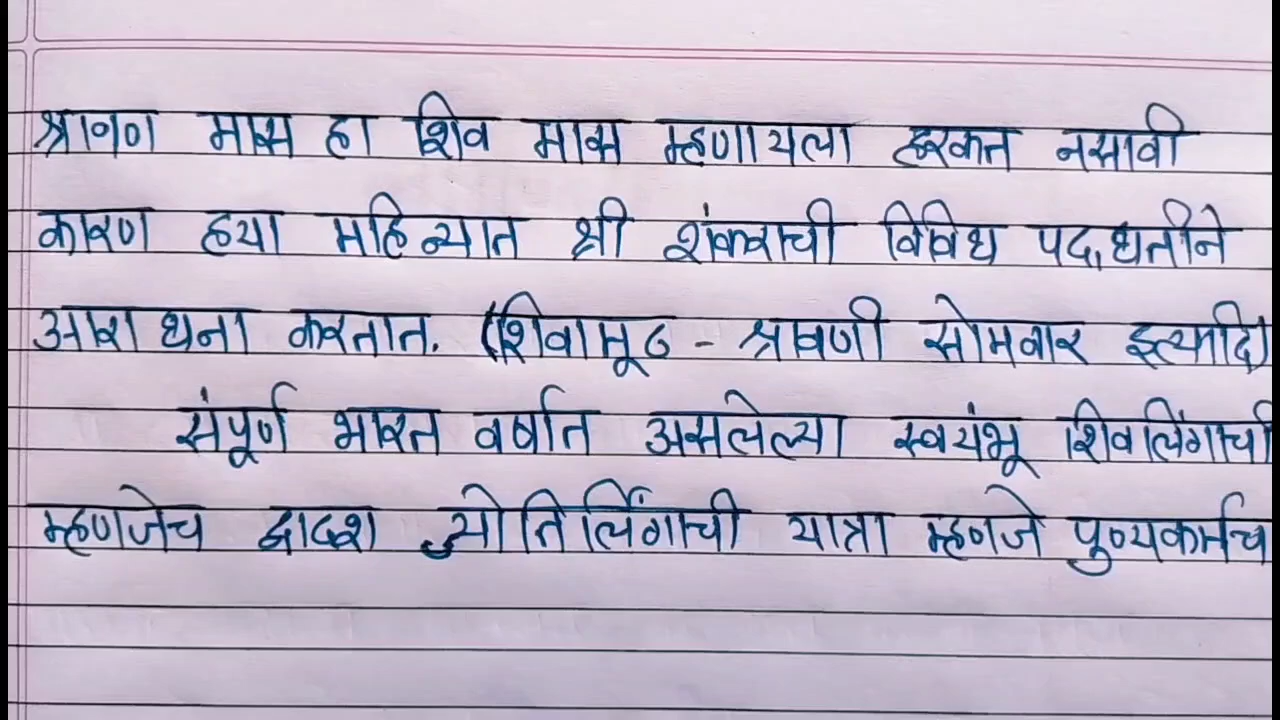 श्रावण मास हा शिव मास म्हणायला हरकत नसावी
कारण हया महिन्यात श्री शंकराची विविध पद्धतीने
आराधना करतात. (शिवामूठ - श्रावणी सोमवार इत्यादि)
संपूर्ण भारत वर्षात असलेल्या स्वयंभू शिवलिंगाची
म्हणजेच द्वादश ज्योतिर्लिंगाची यात्रा म्हणजे पुण्यकर्मच